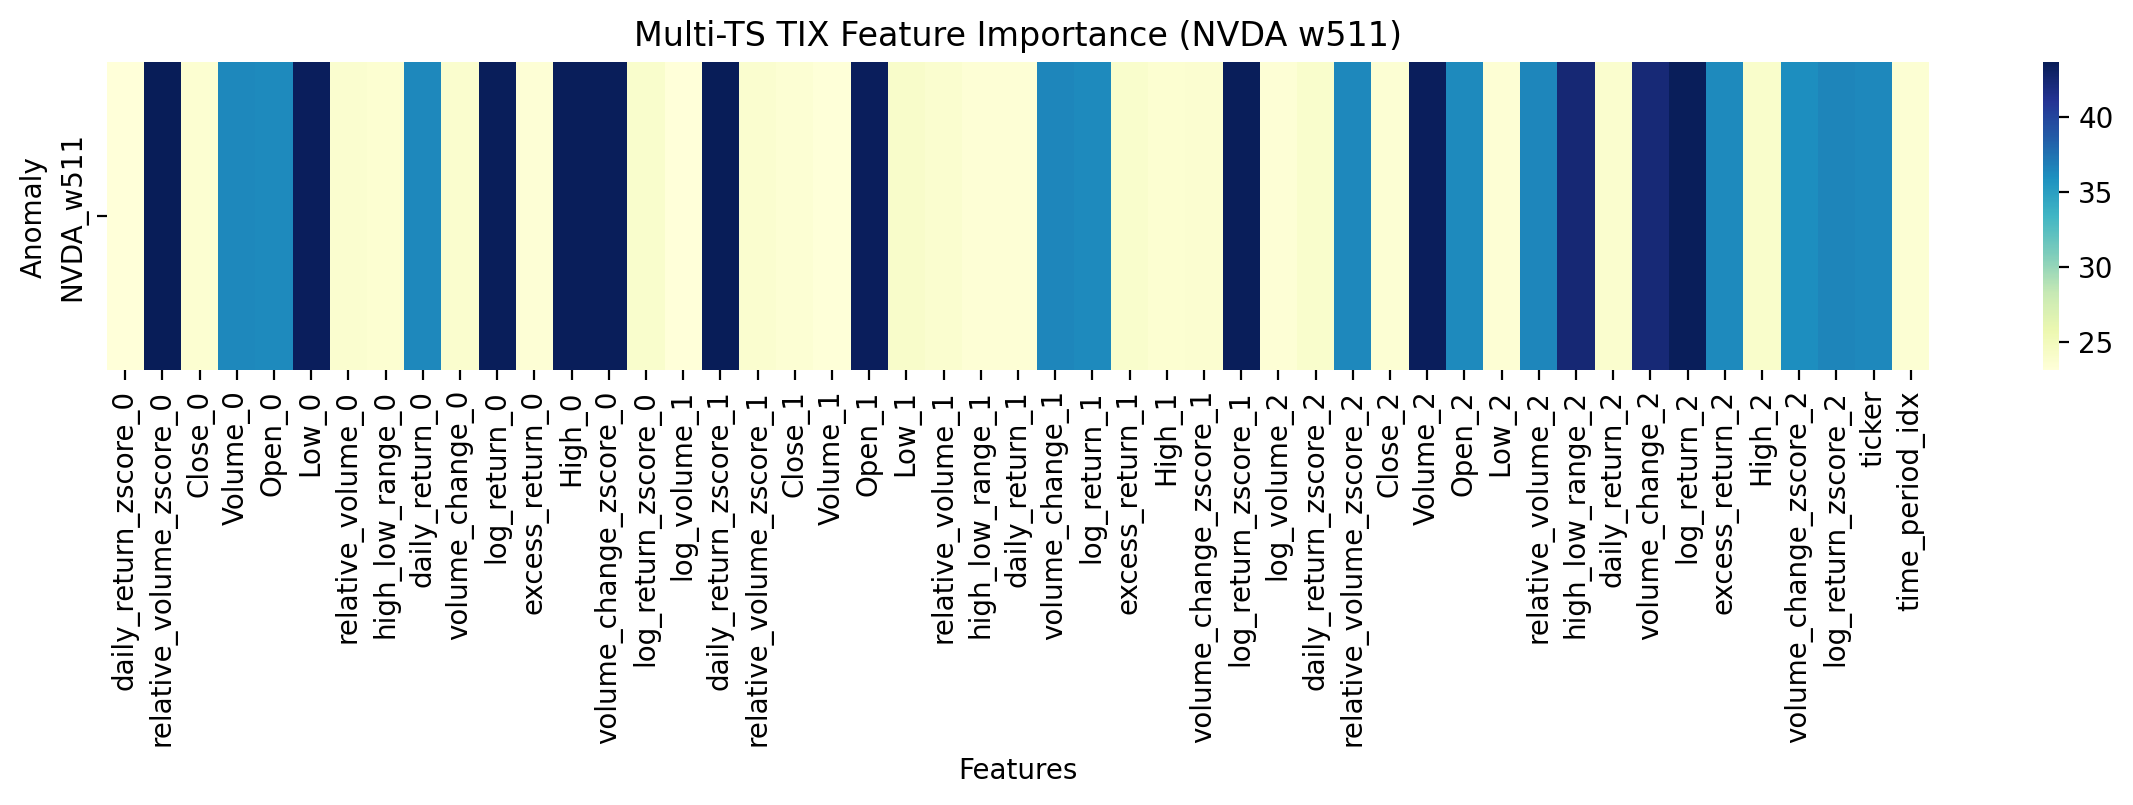 Multi-TS TIX Feature Importance (NVDA w511)
Anomaly
NVDA_w511
daily_return_zscore_0
relative_volume_zscore_0
Close_0
Volume_0
Open_0
Low_0
relative_volume_0
high_low_range_0
daily_return_0
volume_change_0
log_return_0
excess_return_0
High_0
volume_change_zscore_0
log_return_zscore_0
log_volume_1
daily_return_zscore_1
relative_volume_zscore_1
Close_1
Volume_1
Open_1
Low_1
relative_volume_1
high_low_range_1
daily_return_1
volume_change_1
log_return_1
excess_return_1
High_1
volume_change_zscore_1
log_return_zscore_1
log_volume_2
daily_return_zscore_2
relative_volume_zscore_2
Close_2
Volume_2
Open_2
Low_2
relative_volume_2
high_low_range_2
daily_return_2
volume_change_2
log_return_2
excess_return_2
High_2
volume_change_zscore_2
log_return_zscore_2
ticker
time_period_idx
Features
40
35
30
25